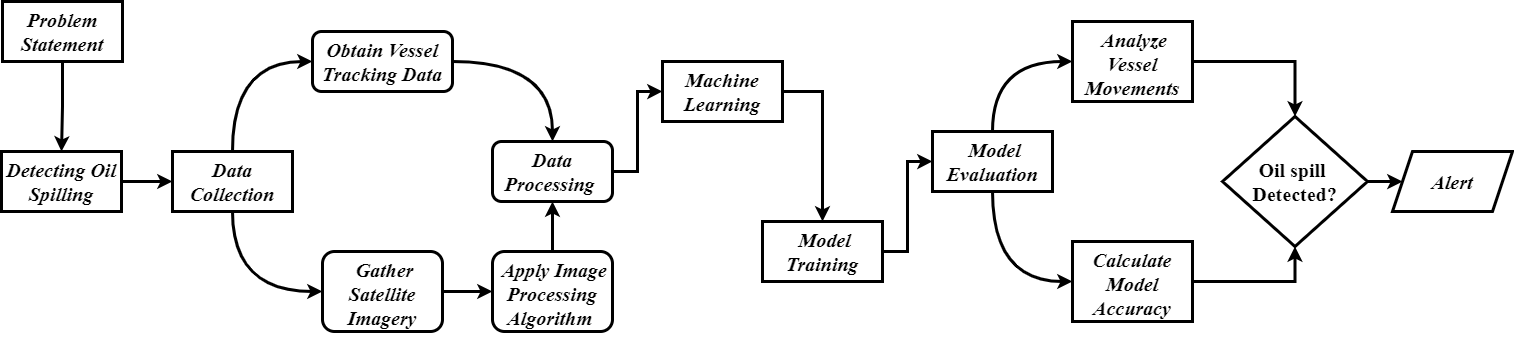 Problem
Statement
Detecting Oil
Spilling
Data
Collection
Obtain Vessel
Tracking Data
Gather
Satellite
Imagery
Apply Image
Processing
Algorithm
Data
Processing
Machine
Learning
Model
Training
Model
Evaluation
Analyze
Vessel
Movements
Calculate
Model
Accuracy
Oil spill
Detected?
Alert